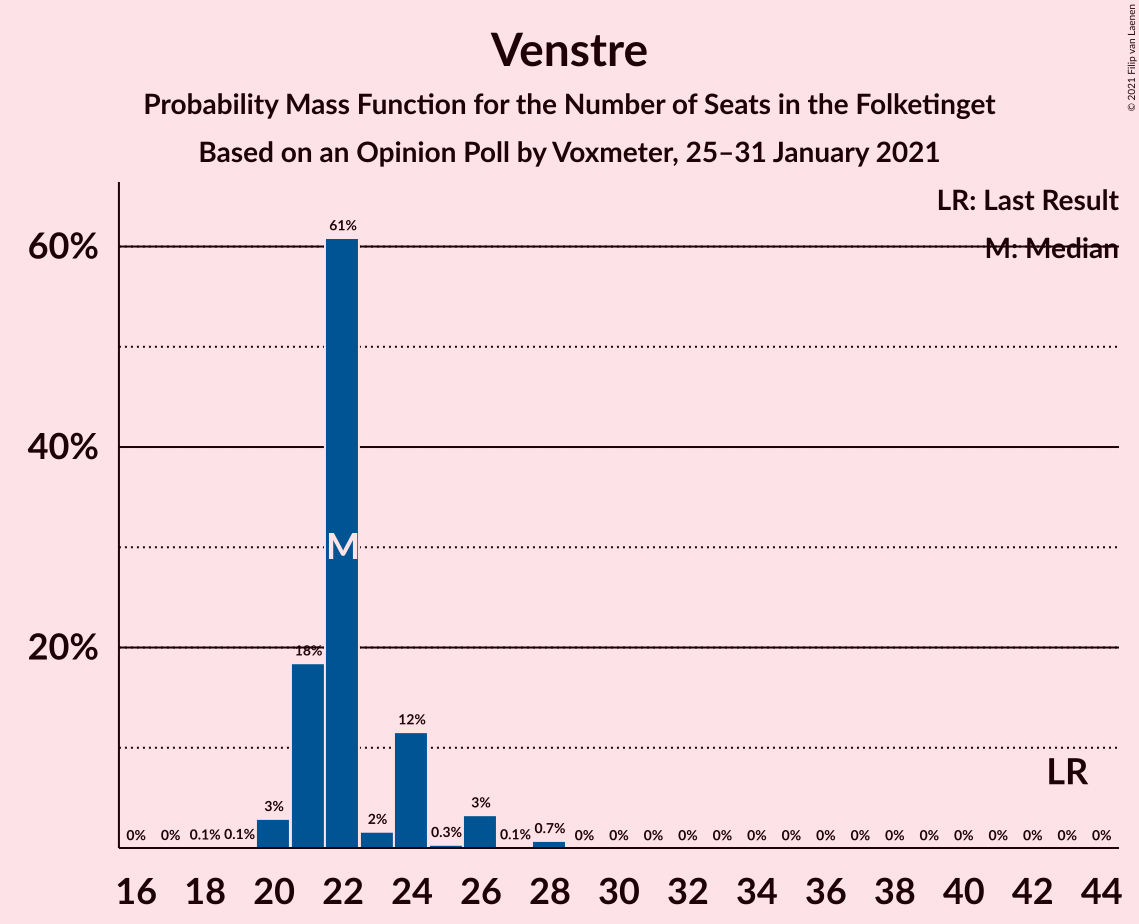 Venstre
Probability Mass Function for the Number of Seats in the Folketinget
Based on an Opinion Poll by Voxmeter, 25–31 January 2021
© 2021 Filip van Laenen
LR: Last Result
M: Median
60%
40%
20%
0% 0% 0.1% 0.1% 3% 18% 61% 2% 12% 0.3% 3% 0.1% 0.7% 0% 0% 0% 0% 0% 0% 0% 0% 0% 0% 0% 0% 0% 0% 0% 0%
M
LR
16 18 20 22 24 26 28 30 32 34 36 38 40 42 44